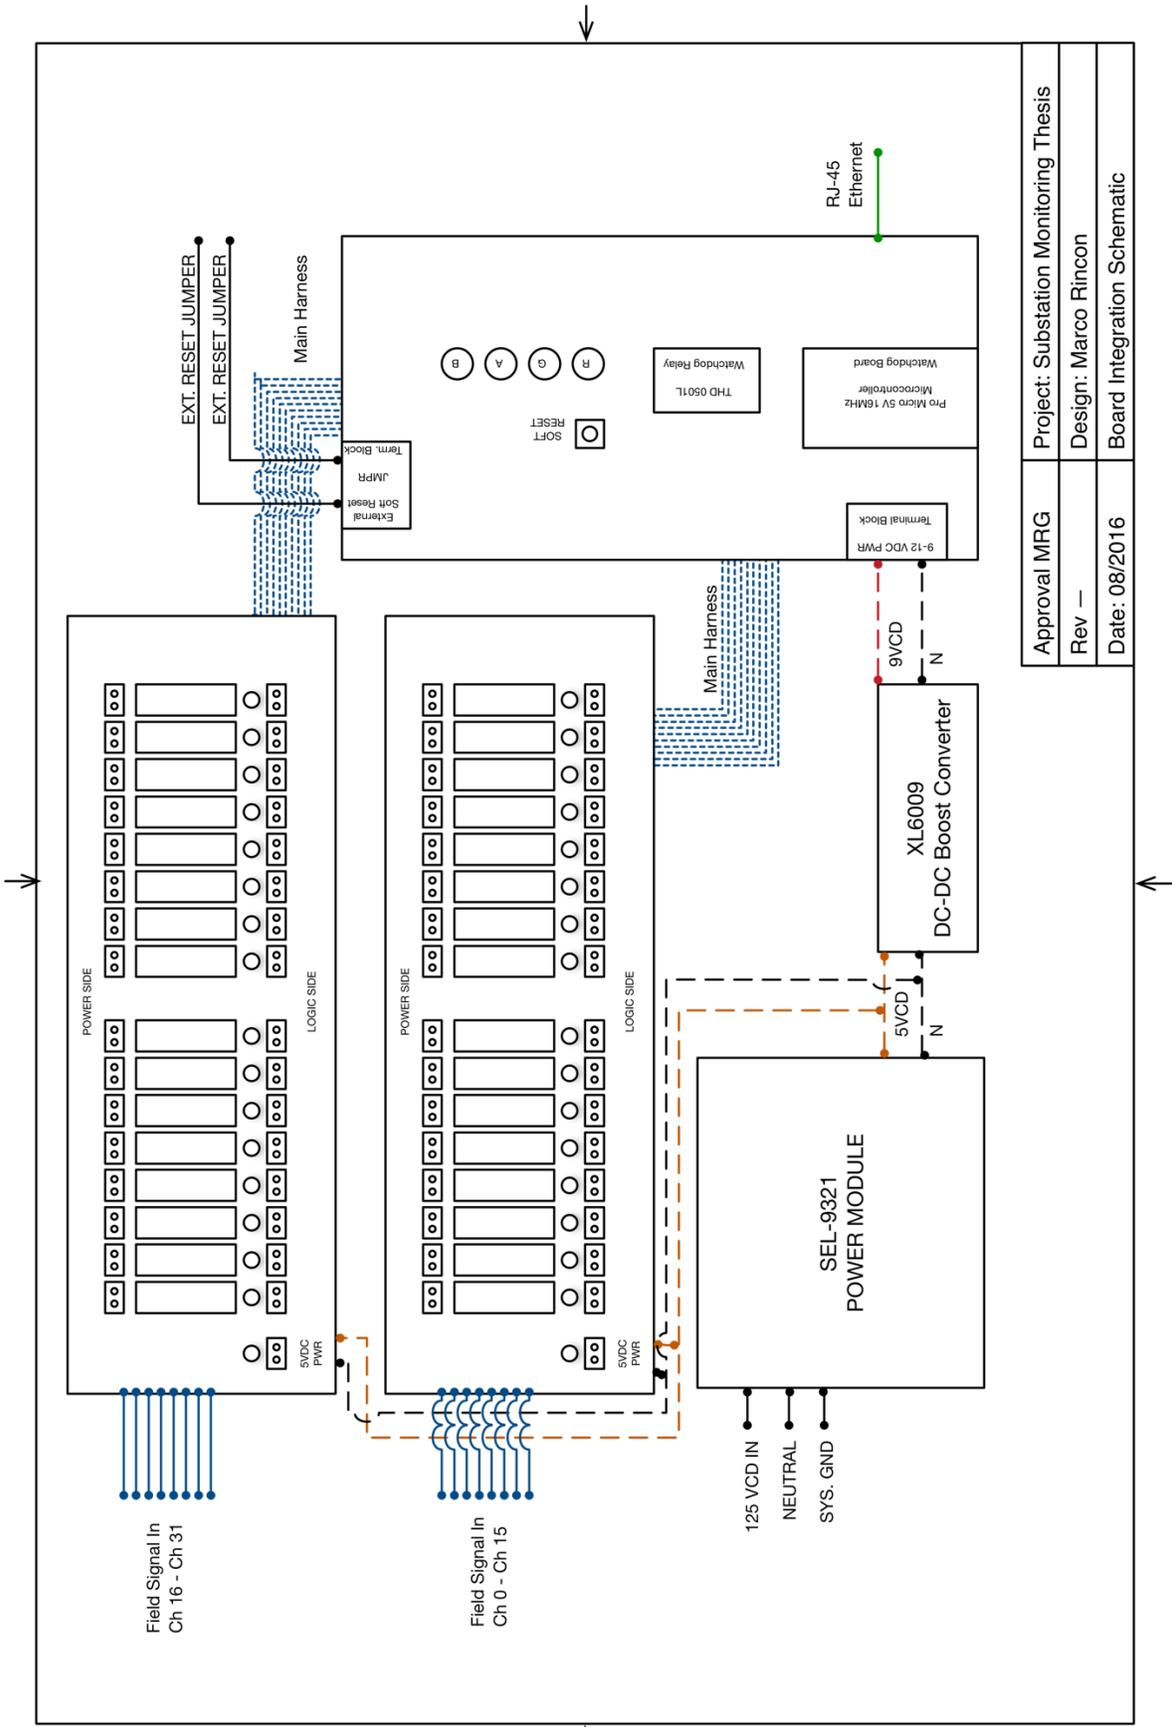 Field Signal In
Ch 16 - Ch 31
Field Signal In
Ch 0 - Ch 15
POWER SIDE
LOGIC SIDE
5VDC
PWR
POWER SIDE
LOGIC SIDE
5VDC
PWR
EXT. RESET JUMPER
EXT. RESET JUMPER
Main Harness
External
Soft Reset
JMPR
Term. Block
B
A
G
R
SOFT
RESET
THD 0501L
Watchdog Relay
Pro Micro 5V 16MHz
Microcontroller
Watchdog Board
9-12 VDC PWR
Terminal Block
RJ-45
Ethernet
Main Harness
9VCD
N
XL6009
DC-DC Boost Converter
5VCD
N
SEL-9321
POWER MODULE
125 VCD IN
NEUTRAL
SYS. GND
Approval MRG
Project: Substation Monitoring Thesis
Rev —
Design: Marco Rincon
Date: 08/2016
Board Integration Schematic